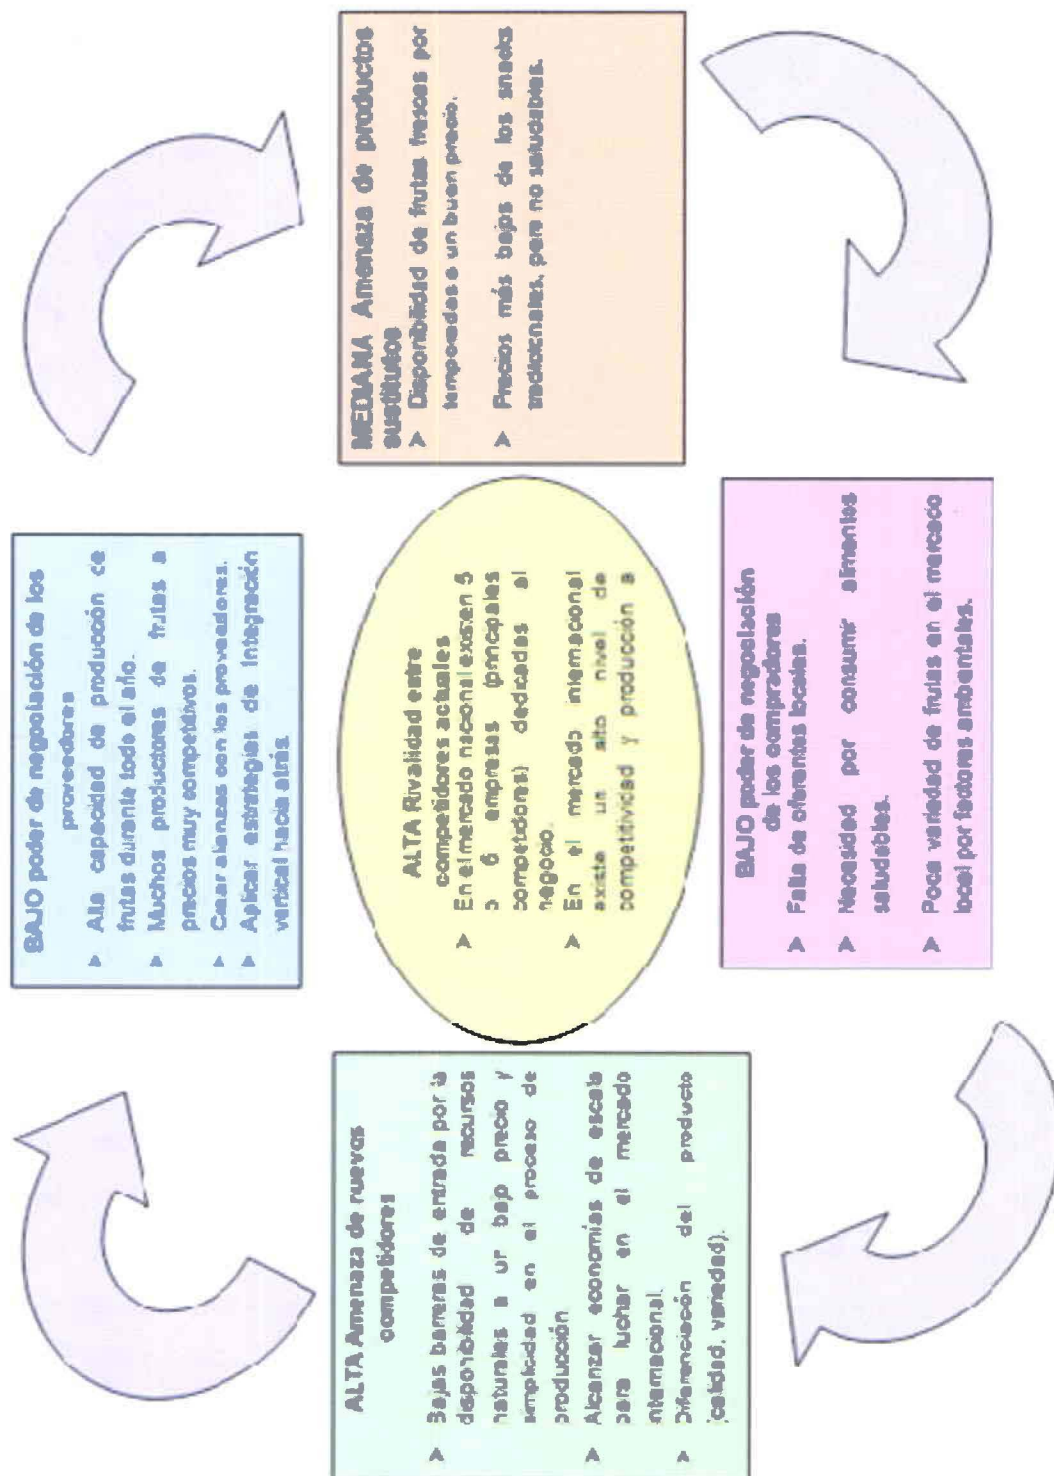 BAJO poder de negociación de los
proveedores
Alta capacidad de producción de
frutas durante todo el año.
Muchos productores de frutas a
precios muy competitivos.
Crear alianzas con los proveedores.
Aplicar estrategias de Integración
vertical hacia atrás.
ALTA Amenaza de nuevos
competidores
Bajas barreras de entrada por la
disponibilidad de recursos
naturales a un bajo precio y
simplicidad en el proceso de
producción
Alcanzar economías de escala
para luchar en el mercado
internacional.
Diferenciación del producto
(calidad, variedad).
ALTA Rivalidad entre
competidores actuales
En el mercado nacional existen 5
o 6 empresas (principales
competidores) dedicadas al
negocio.
En el mercado internacional
existe un alto nivel de
competitividad y producción a
MEDIANA Amenaza de productos
sustitutos
Disponibilidad de frutas frescas por
temporadas a un buen precio.
Precios más bajos de los snacks
tradicionales, pero no saludables.
BAJO poder de negociación
de los compradores
Falta de oferentes locales.
Necesidad por consumir alimentos
saludables.
Poca variedad de frutas en el mercado
local por factores ambientales.